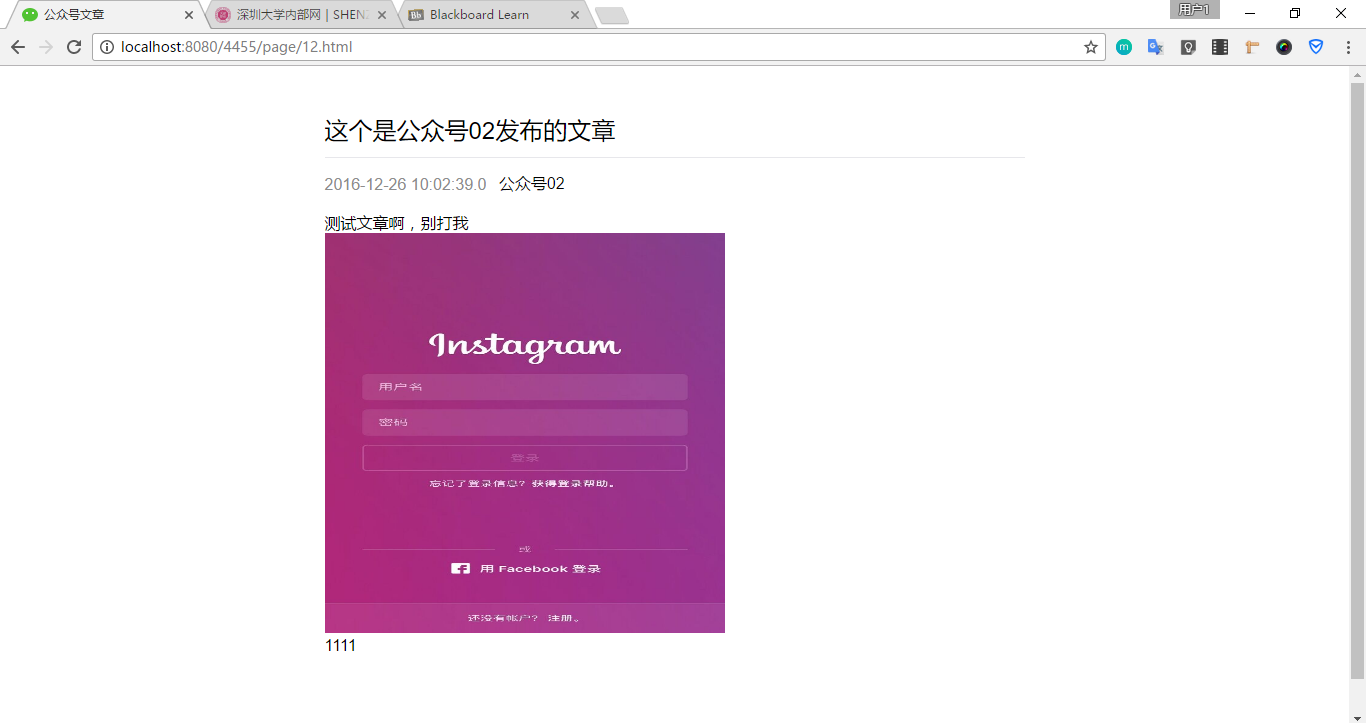 公众号文章
深圳大学内部网 | SHENZ
Blackboard Learn
用户1
localhost:8080/4455/page/12.html
这个是公众号02发布的文章
2016-12-26 10:02:39.0 公众号02
测试文章啊，别打我
Instagram
用户名
密码
登录
忘记了登录信息？获得登录帮助。
或
用 Facebook 登录
还没有帐户？ 注册。
1111